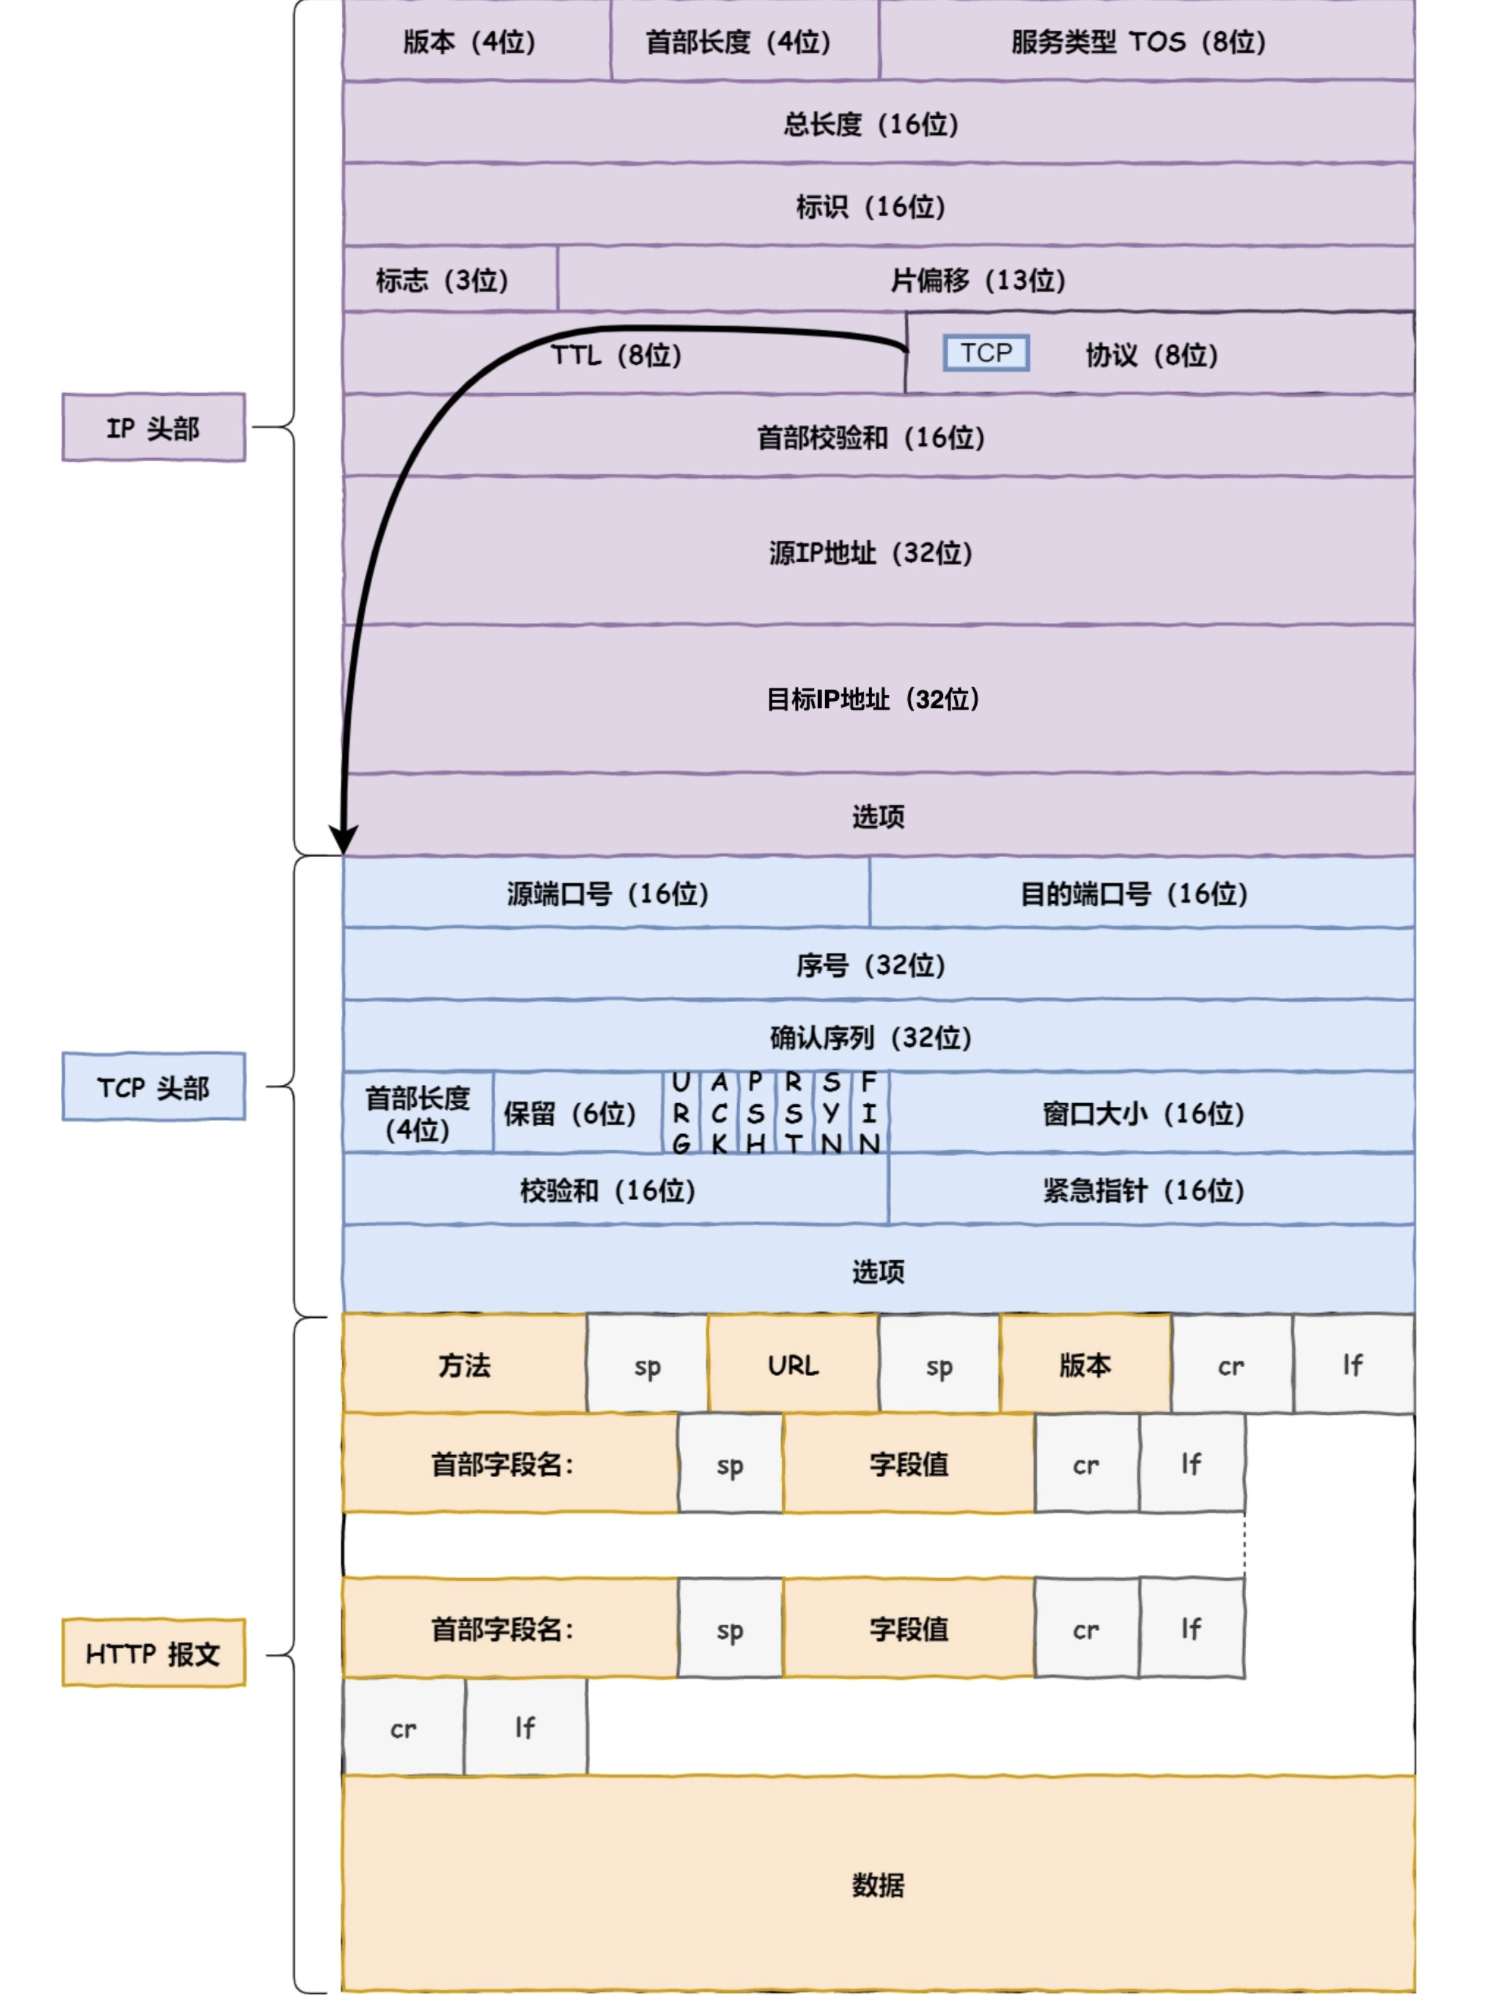 版本（4位）
首部长度（4位）
服务类型 TOS（8位）
总长度（16位）
标识（16位）
标志（3位）
片偏移（13位）
TTL（8位）
TCP
协议（8位）
IP 头部
首部校验和（16位）
源IP地址（32位）
目标IP地址（32位）
选项
源端口号（16位）
目的端口号（16位）
序号（32位）
确认序列（32位）
TCP 头部
首部长度
（4位）
保留（6位）
URG
ACK
PSH
RST
SYN
FIN
窗口大小（16位）
校验和（16位）
紧急指针（16位）
选项
方法
sp
URL
sp
版本
cr
lf
首部字段名：
sp
字段值
cr
lf
HTTP 报文
首部字段名：
sp
字段值
cr
lf
cr
lf
数据